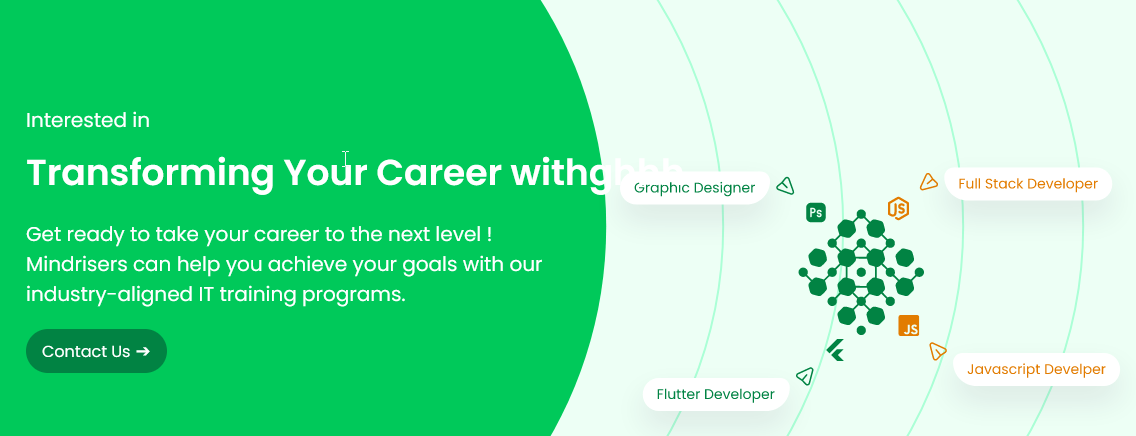 Interested in
Transforming Your Career withghhh
Get ready to take your career to the next level !
Mindrisers can help you achieve your goals with our
industry-aligned IT training programs.
Contact Us ➔
Graphic Designer
Full Stack Developer
Ps
JS
JS
Javascript Develper
Flutter Developer